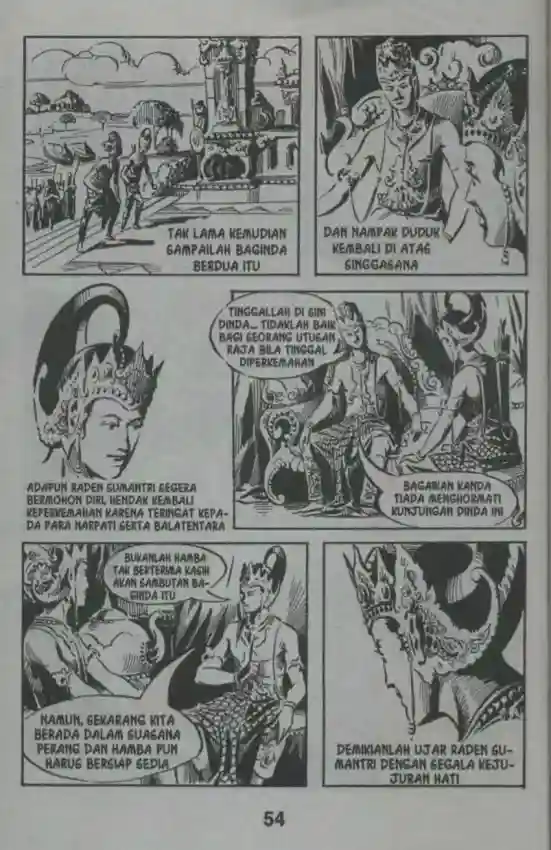 TAK LAMA KEMUDIAN
SAMPAILAH BAGINDA
BERDUA ITU
DAN NAMPAK DUDUK
KEMBALI DI ATAS
SINGGASANA
ADAPUN RADEN SUMANTRI SEGERA
BERMOHON DIRI, HENDAK KEMBALI
KEPERKEMAHAN KARENA TERINGAT KEPA-
DA PARA NARPATI SERTA BALATENTARA
TINGGALLAH DI SINI
DINDA... TIDAKLAH BAIK
BAGI SEORANG UTUSAN
RAJA BILA TINGGAL
DIPERKEMAHAN
BAGAIKAN KANDA
TIADA MENGHORMATI
KUNJUNGAN DINDA INI
BUKANLAH HAMBA
TAK BERTERIMA KASIH
AKAN SAMBUTAN BA-
GINDA ITU
NAMUN, SEKARANG KITA
BERADA DALAM SUASANA
PERANG DAN HAMBA PUN
HARUS BERSIAP SEDIA
DEMIKIANLAH UJAR RADEN SU-
MANTRI DENGAN SEGALA KEJU-
JURAN HATI
54